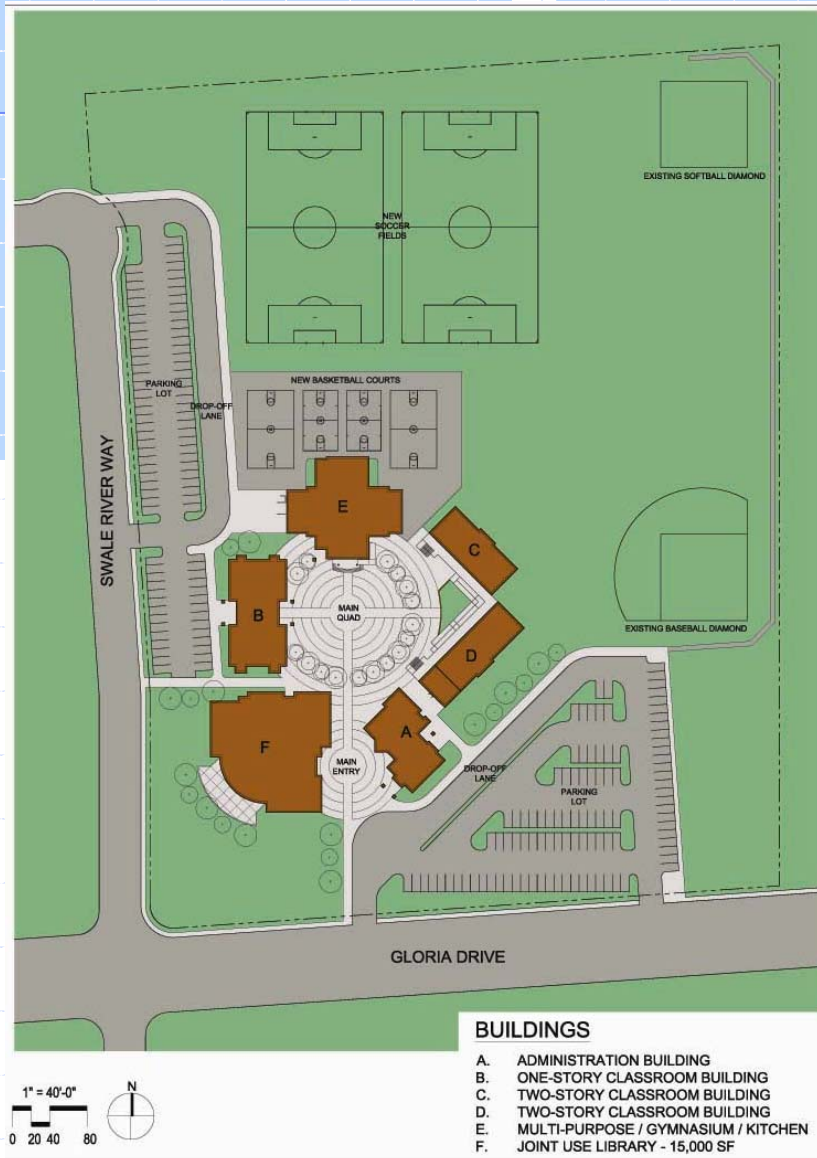 EXISTING SOFTBALL DIAMOND
NEW
SOCCER
FIELDS
NEW BASKETBALL COURTS
PARKING
LOT
DROP-OFF
LANE
SWALE RIVER WAY
E
C
B
MAIN
QUAD
EXISTING BASEBALL DIAMOND
D
A
F
MAIN
ENTRY
DROP-OFF
LANE
PARKING
LOT
GLORIA DRIVE
BUILDINGS
A. ADMINISTRATION BUILDING
B. ONE-STORY CLASSROOM BUILDING
C. TWO-STORY CLASSROOM BUILDING
D. TWO-STORY CLASSROOM BUILDING
E. MULTI-PURPOSE / GYMNASIUM / KITCHEN
F. JOINT USE LIBRARY - 15,000 SF
1" = 40'-0"
0 20 40 80
N